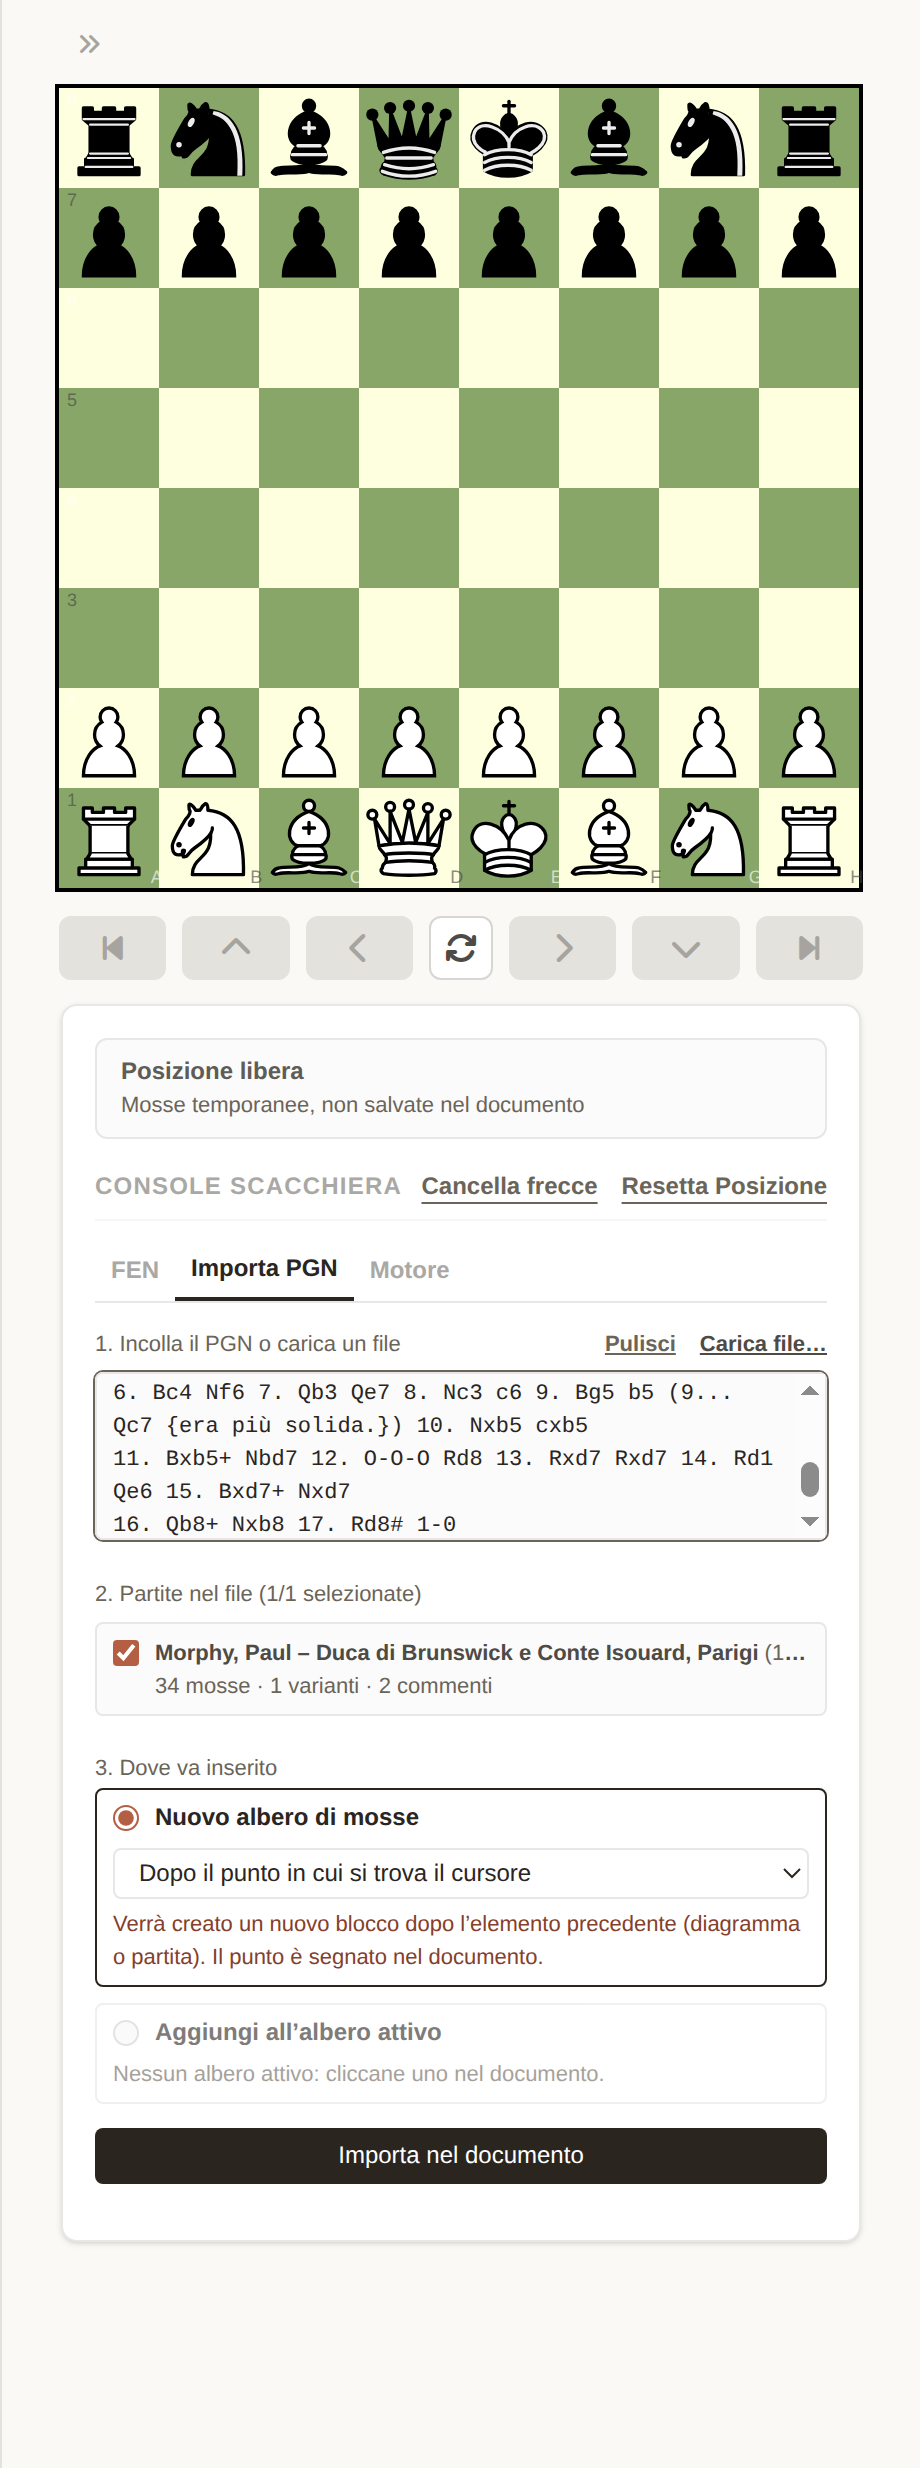 7
5
3
1
A B C D E F G H
Posizione libera
Mosse temporanee, non salvate nel documento
CONSOLE SCACCHIERA Cancella frecce Resetta Posizione
FEN Importa PGN Motore
1. Incolla il PGN o carica un file Pulisci Carica file...
6. Bc4 Nf6 7. Qb3 Qe7 8. Nc3 c6 9. Bg5 b5 (9...
Qc7 {era più solida.}) 10. Nxb5 cxb5
11. Bxb5+ Nbd7 12. O-O-O Rd8 13. Rxd7 Rxd7 14. Rd1
Qe6 15. Bxd7+ Nxd7
16. Qb8+ Nxb8 17. Rd8# 1-0
2. Partite nel file (1/1 selezionate)
Morphy, Paul – Duca di Brunswick e Conte Isouard, Parigi (1...
34 mosse · 1 varianti · 2 commenti
3. Dove va inserito
Nuovo albero di mosse
Dopo il punto in cui si trova il cursore
Verrà creato un nuovo blocco dopo l’elemento precedente (diagramma
o partita). Il punto è segnato nel documento.
Aggiungi all’albero attivo
Nessun albero attivo: cliccane uno nel documento.
Importa nel documento